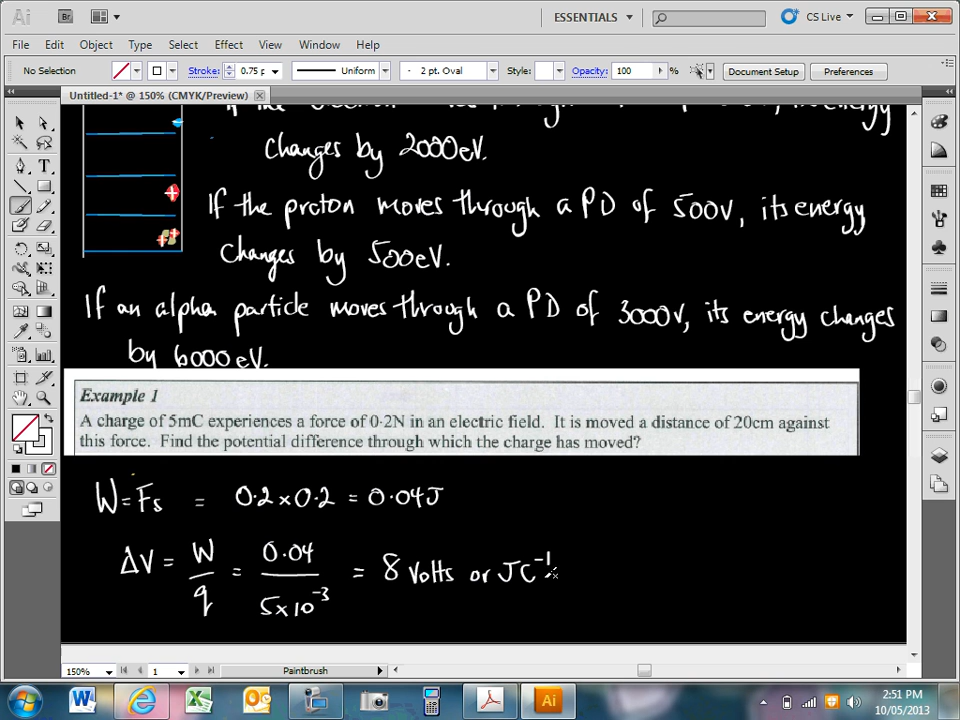 Ai Br ESSENTIALS CS Live
File Edit Object Type Select Effect View Window Help
No Selection Stroke: 0.75 p Uniform 2 pt. Oval Style: Opacity: 100 % Document Setup Preferences
Untitled-1* @ 150% (CMYK/Preview)
through energy
changes by 2000eV.
If the proton moves through a PD of 500V, its energy
changes by 500eV.
If an alpha particle moves through a PD of 3000V, its energy changes
by 6000eV.
Example 1
A charge of 5mC experiences a force of 0·2N in an electric field. It is moved a distance of 20cm against
this force. Find the potential difference through which the charge has moved?
W=Fs = 0.2×0.2 = 0.04J
ΔV = W/q = 0.04/5×10⁻³ = 8 Volts or JC⁻¹
150% 1 Paintbrush
2:51 PM
10/05/2013